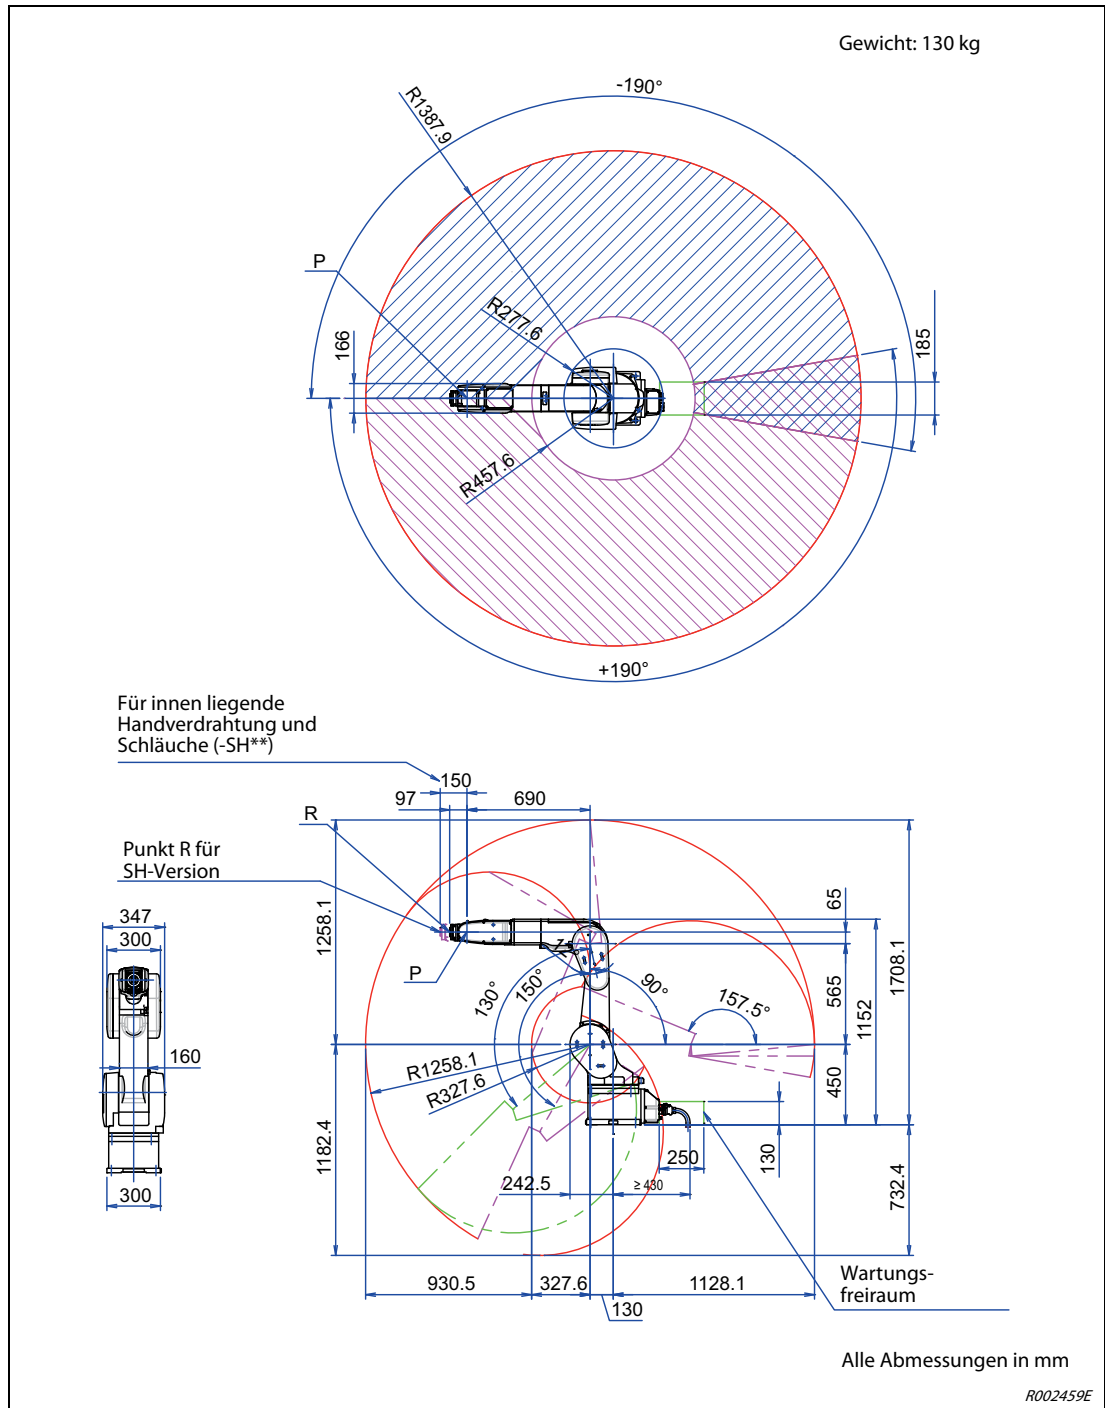 Gewicht: 130 kg
-190°
R1387.9
P
R277.6
166
185
R457.6
+190°
Für innen liegende
Handverdrahtung und
Schläuche (-SH**)
150
97
690
R
Punkt R für
SH-Version
347
300
1258.1
65
P
130°
150°
90°
157.5°
565
1152
1708.1
160
R1258.1
R327.6
450
1182.4
300
242.5
≥ 430
250
130
732.4
930.5
327.6
130
1128.1
Wartungs-
freiraum
Alle Abmessungen in mm
R002459E